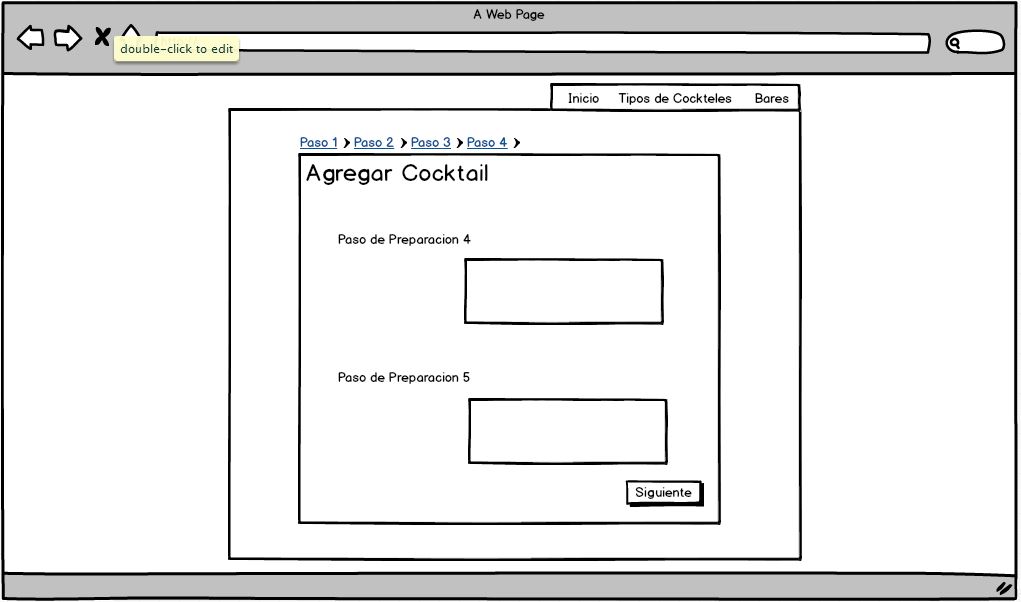 A Web Page
double-click to edit
Inicio Tipos de Cockteles Bares
Paso 1 Paso 2 Paso 3 Paso 4
Agregar Cocktail
Paso de Preparacion 4
Paso de Preparacion 5
Siguiente